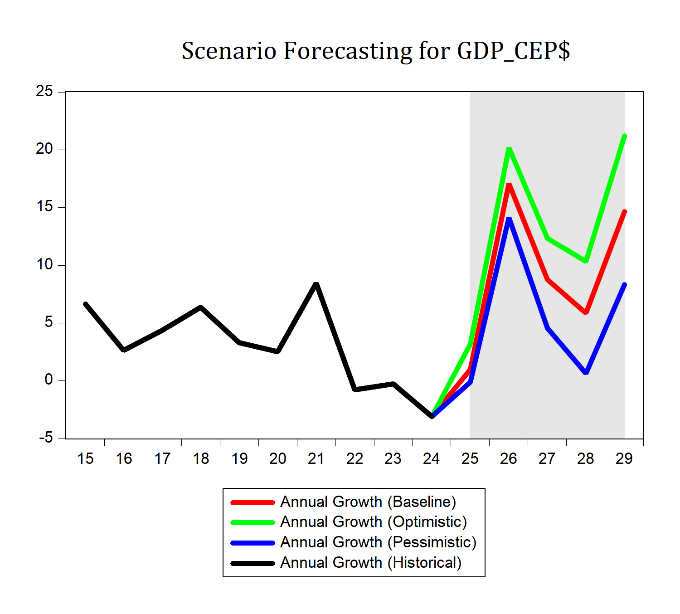 Scenario Forecasting for GDP_CEP$
25
20
15
10
5
0
-5
15 16 17 18 19 20 21 22 23 24 25 26 27 28 29
Annual Growth (Baseline)
Annual Growth (Optimistic)
Annual Growth (Pessimistic)
Annual Growth (Historical)